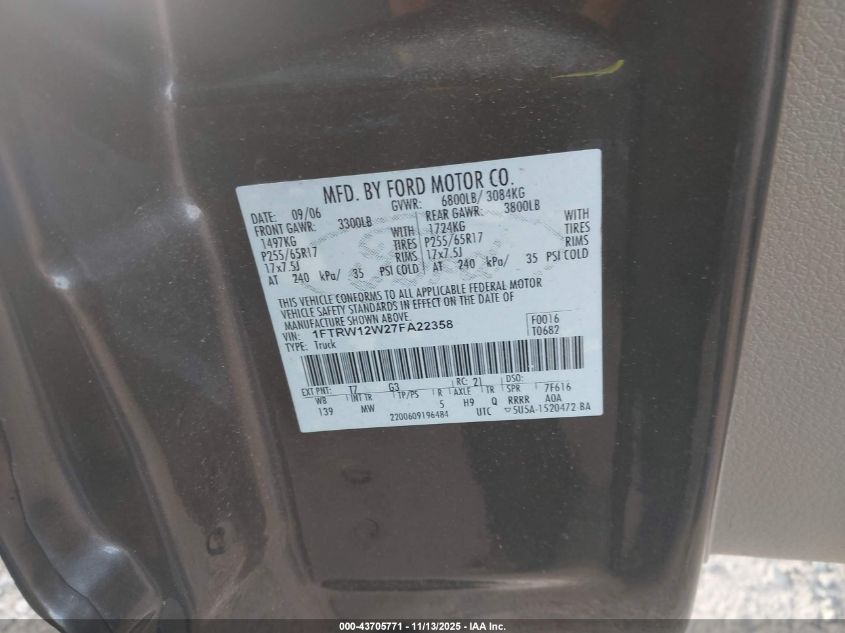 MFD. BY FORD MOTOR CO.
DATE: 09/06 GVWR: 6800LB/ 3084KG
FRONT GAWR: 3300LB REAR GAWR: 3800LB
1497KG WITH 1724KG WITH
P255/65R17 TIRES P255/65R17 TIRES
17x7.5J RIMS 17x7.5J RIMS
AT 240 kPa/ 35 PSI COLD AT 240 kPa/ 35 PSI COLD
THIS VEHICLE CONFORMS TO ALL APPLICABLE FEDERAL MOTOR
VEHICLE SAFETY STANDARDS IN EFFECT ON THE DATE OF
MANUFACTURE SHOWN ABOVE.
VIN: 1FTRW12W27FA22358 F0016
TYPE: Truck T0682
EXT PNT: T7 G3 RC: 21 DSO:
WB INT TR TP/PS R AXLE TR SPR 7F616
139 MW 5 H9 Q RRRR A0A
2200609196484 UTC 5U5A-1520472-BA
000-43705771 - 11/13/2025 - IAA Inc.